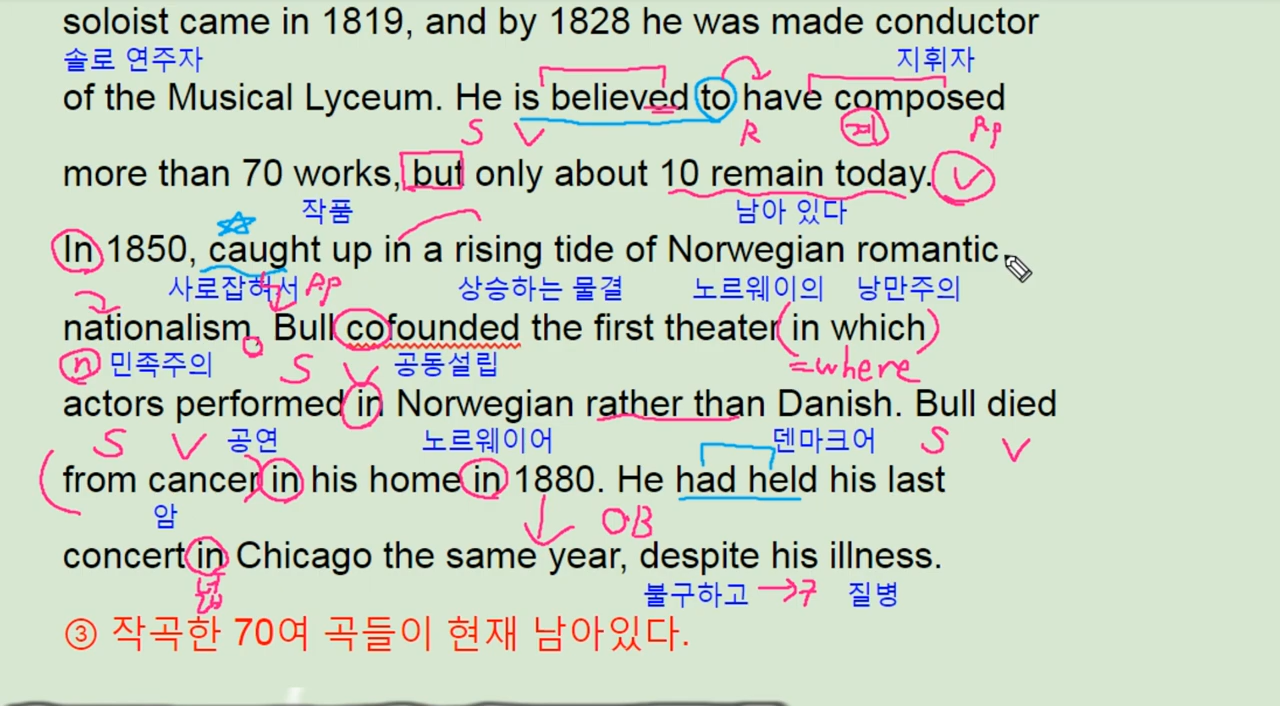 soloist came in 1819, and by 1828 he was made conductor
솔로 연주자 지휘자
of the Musical Lyceum. He is believed to have composed
S V R PP
more than 70 works, but only about 10 remain today. V
작품 남아 있다
In 1850, caught up in a rising tide of Norwegian romantic
사로잡혀서 PP 상승하는 물결 노르웨이의 낭만주의
nationalism, Bull cofounded the first theater (in which)
n 민족주의 S V 공동설립 =where
actors performed in Norwegian rather than Danish. Bull died
S V 공연 노르웨이어 덴마크어 S V
(from cancer) in his home in 1880. He had held his last
암 OB
concert in Chicago the same year, despite his illness.
불구하고 →구 질병
③ 작곡한 70여 곡들이 현재 남아있다.